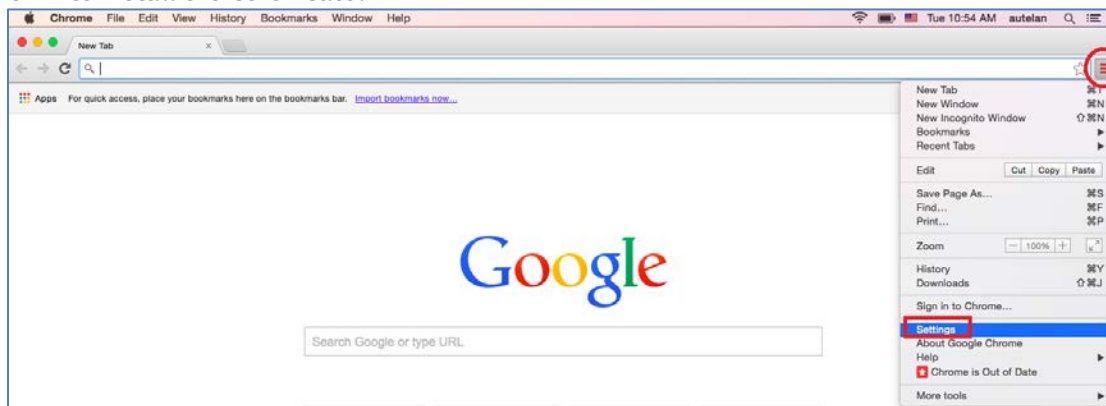 Chrome File Edit View History Bookmarks Window Help Tue 10:54 AM autelan
New Tab
Apps For quick access, place your bookmarks here on the bookmarks bar. Import bookmarks now...
New Tab ⌘T
New Window ⌘N
New Incognito Window ⇧⌘N
Bookmarks
Recent Tabs
Edit Cut Copy Paste
Save Page As... ⌘S
Find... ⌘F
Print... ⌘P
Zoom − 100% +
History ⌘Y
Downloads ⇧⌘J
Sign in to Chrome...
Settings
About Google Chrome
Help
Chrome is Out of Date
More tools
Google
Search Google or type URL